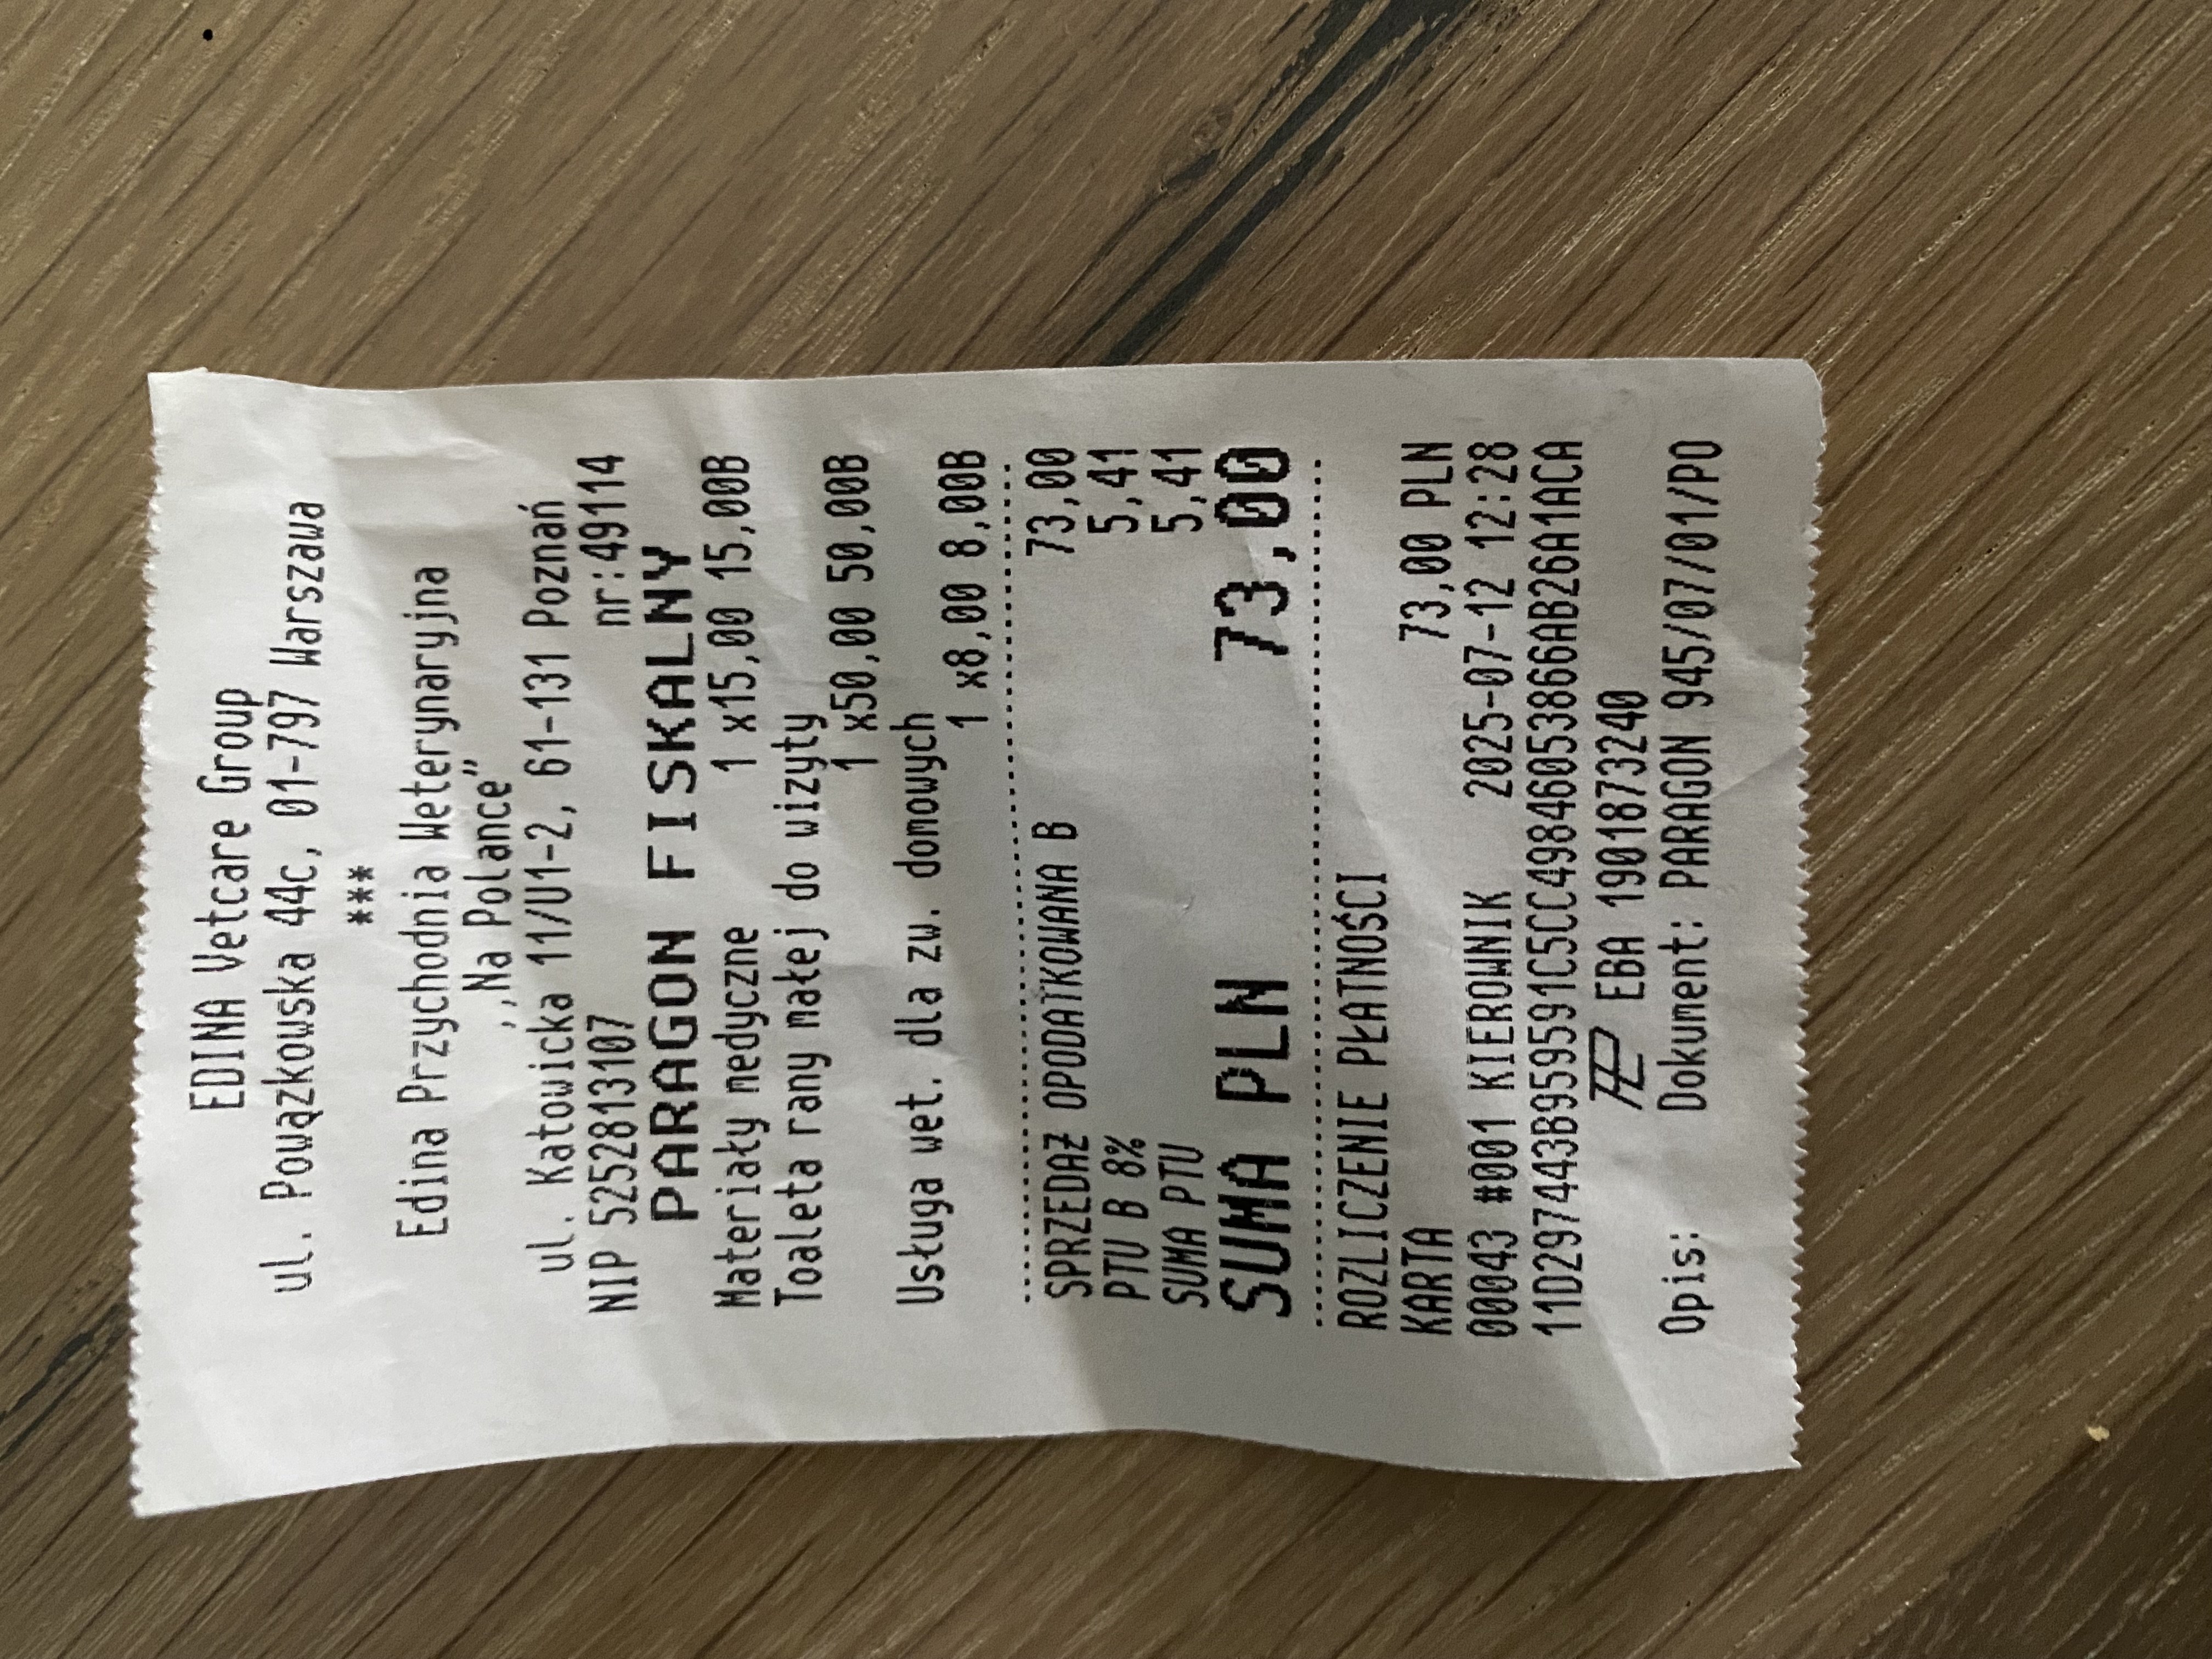 EDINA Vetcare Group
ul. Powązkowska 44c, 01-797 Warszawa
***
Edina Przychodnia Weterynaryjna
,,Na Polance”
ul. Katowicka 11/U1-2, 61-131 Poznań
NIP 5252813107 nr:49114
PARAGON FISKALNY
Materiały medyczne 1 x15,00 15,00B
Toaleta rany małej do wizyty
1 x50,00 50,00B
Usługa wet. dla zw. domowych
1 x8,00 8,00B
SPRZEDAŻ OPODATKOWANA B 73,00
PTU B 8% 5,41
SUMA PTU 5,41
SUMA PLN 73,00
ROZLICZENIE PŁATNOŚCI
KARTA 73,00 PLN
00043 #001 KIEROWNIK 2025-07-12 12:28
11D297443B959591C5CC49846053866AB26A1ACA
EBA 1901873240
Opis: Dokument: PARAGON 945/07/01/PO